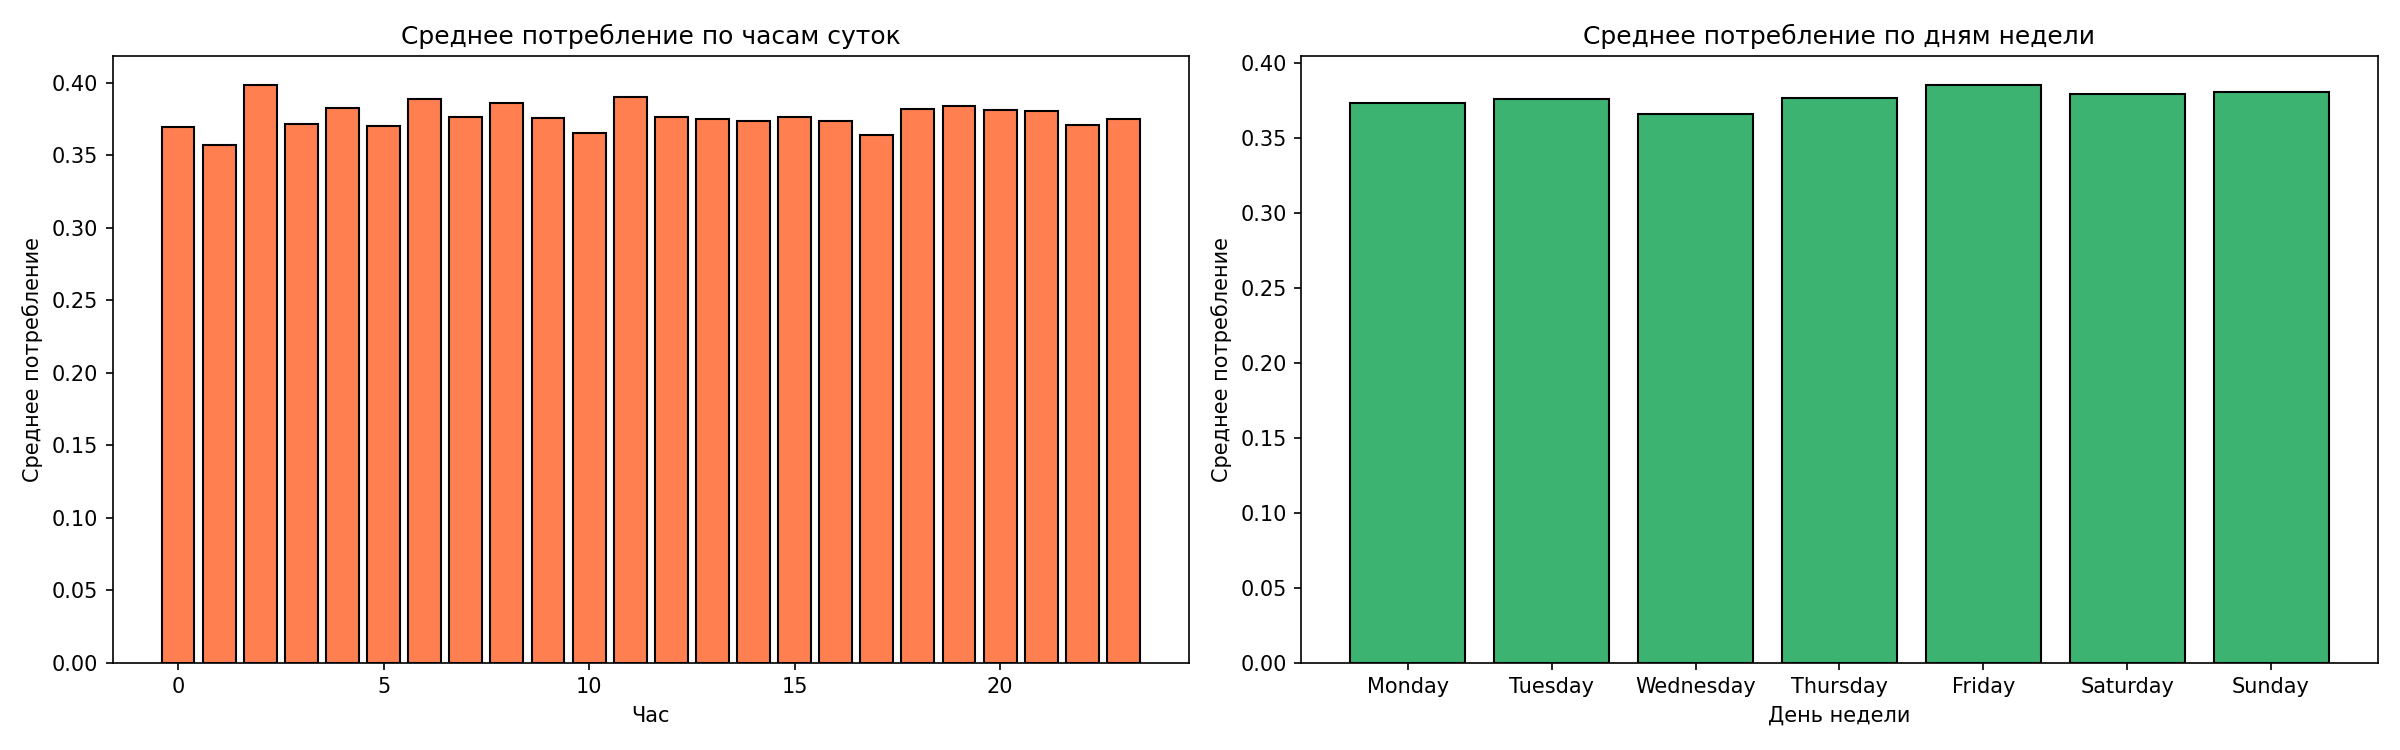 Среднее потребление по часам суток
Среднее потребление
0.40
0.35
0.30
0.25
0.20
0.15
0.10
0.05
0.00
0 5 10 15 20
Час
Среднее потребление по дням недели
Среднее потребление
0.40
0.35
0.30
0.25
0.20
0.15
0.10
0.05
0.00
Monday Tuesday Wednesday Thursday Friday Saturday Sunday
День недели